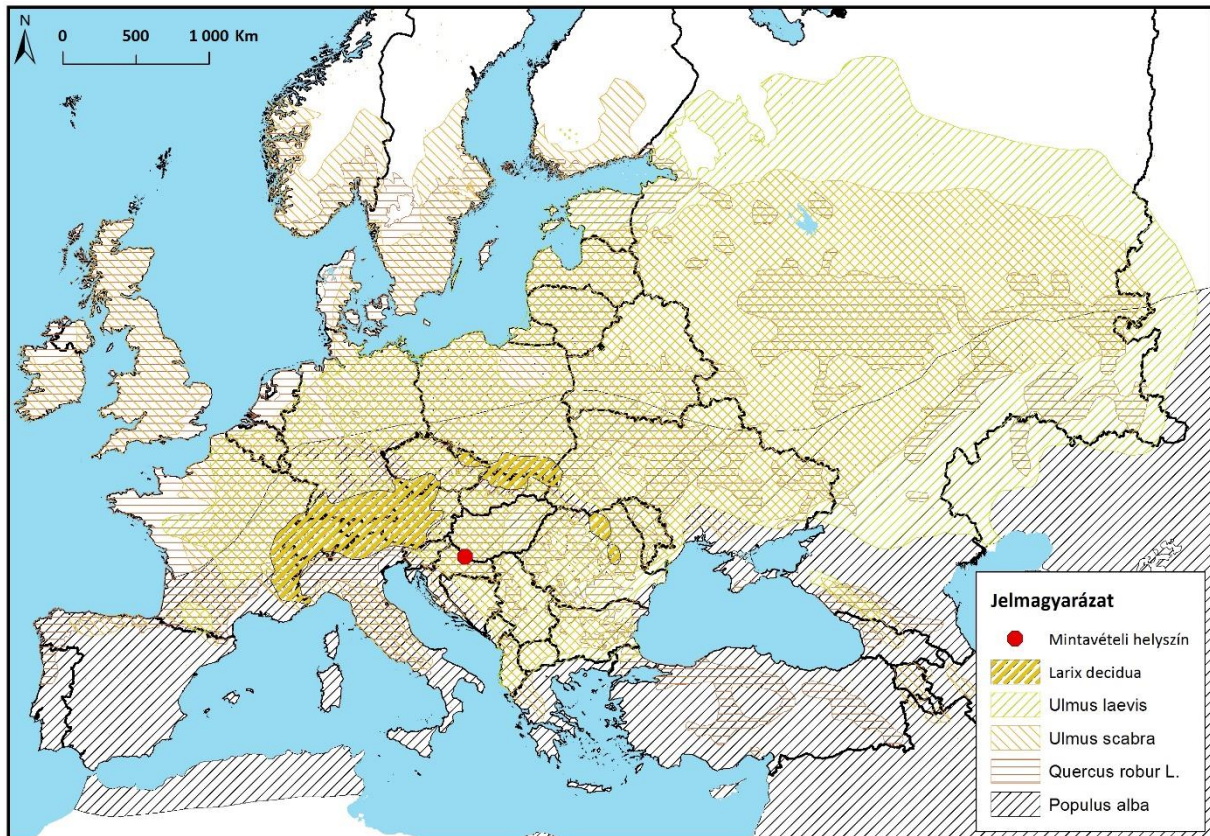 N
0 500 1 000 Km
Jelmagyarázat
Mintavételi helyszín
Larix decidua
Ulmus laevis
Ulmus scabra
Quercus robur L.
Populus alba